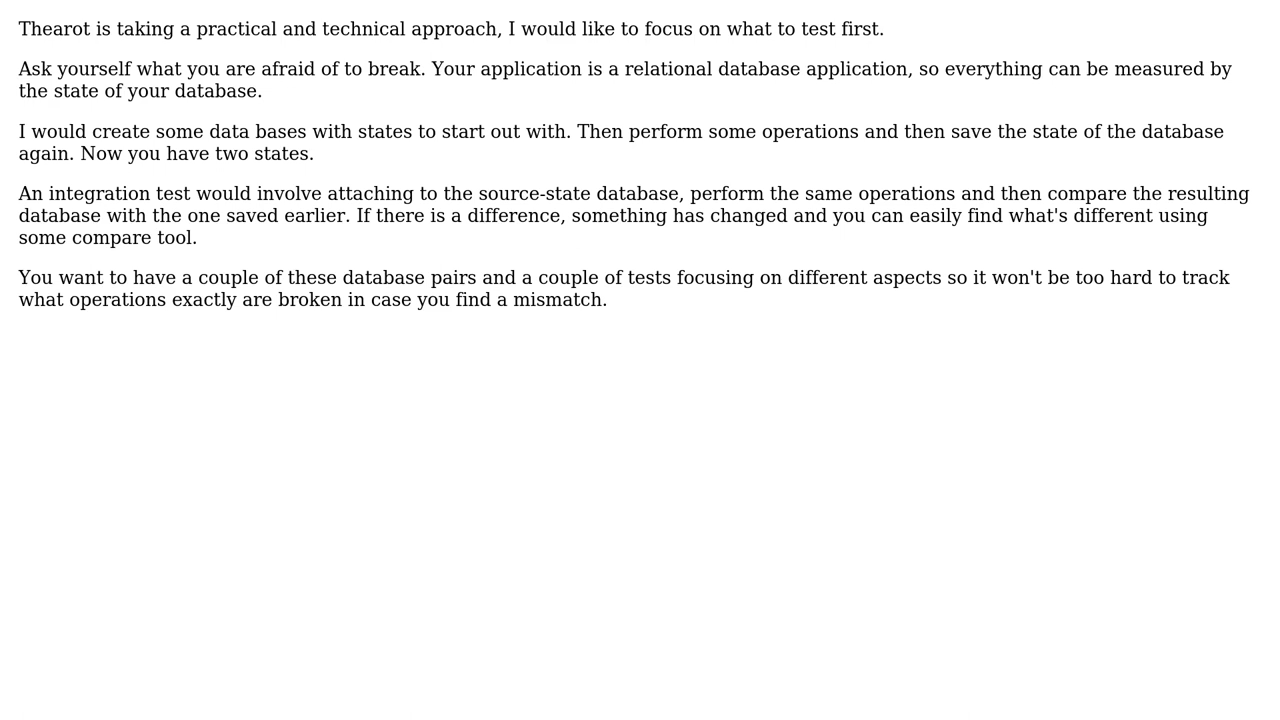 Thearot is taking a practical and technical approach, I would like to focus on what to test first.
Ask yourself what you are afraid of to break. Your application is a relational database application, so everything can be measured by
the state of your database.
I would create some data bases with states to start out with. Then perform some operations and then save the state of the database
again. Now you have two states.
An integration test would involve attaching to the source-state database, perform the same operations and then compare the resulting
database with the one saved earlier. If there is a difference, something has changed and you can easily find what's different using
some compare tool.
You want to have a couple of these database pairs and a couple of tests focusing on different aspects so it won't be too hard to track
what operations exactly are broken in case you find a mismatch.